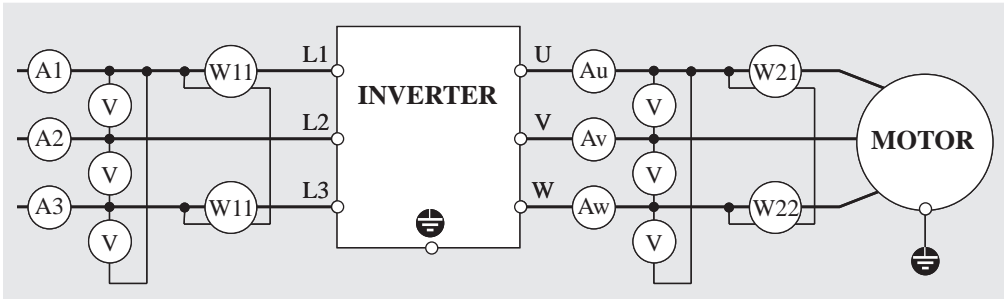 A1 W11 L1 U Au W21
V V
INVERTER
A2 L2 V Av MOTOR
V V
A3 W11 L3 W Aw W22
V V